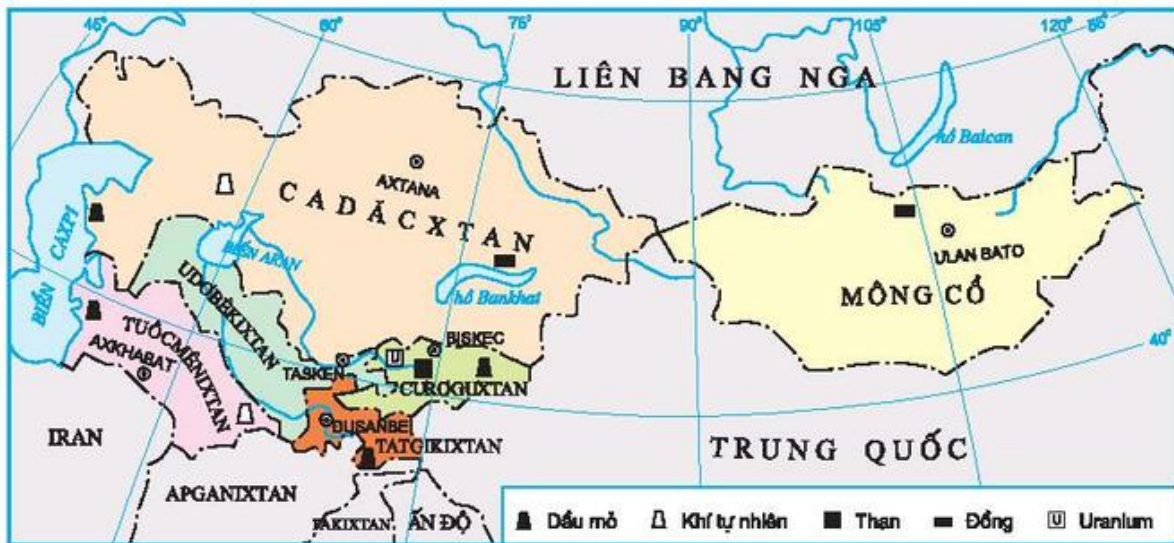 45°
60°
75°
90°
105°
120°
LIÊN BANG NGA
hồ Baican
AXTANA
CADĂCXTAN
BIỂN CAXPI
BIỂN ARAN
ULAN BATO
hồ Bankhat
MÔNG CỔ
UDƠBÊKIXTAN
TUỐCMÊNIXTAN
AXKHABAT
BISKEC
40°
TASKEN
U
CUROGUXTAN
DUSANBE
TATGIKIXTAN
IRAN
TRUNG QUỐC
APGANIXTAN
PAKIXTAN
ẤN ĐỘ
Dầu mỏ
Khí tự nhiên
Than
Đồng
U
Uranium